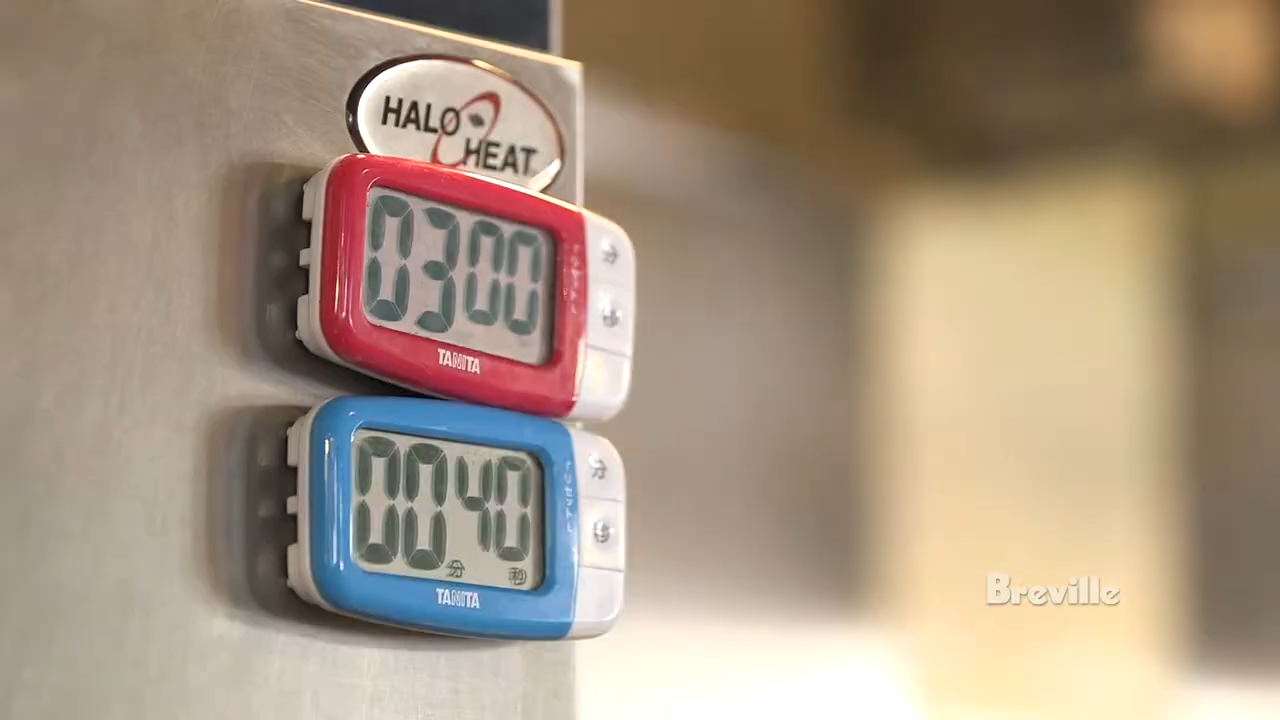 HALO
HEAT
0300
TANITA
0040
分 秒
TANITA
Breville